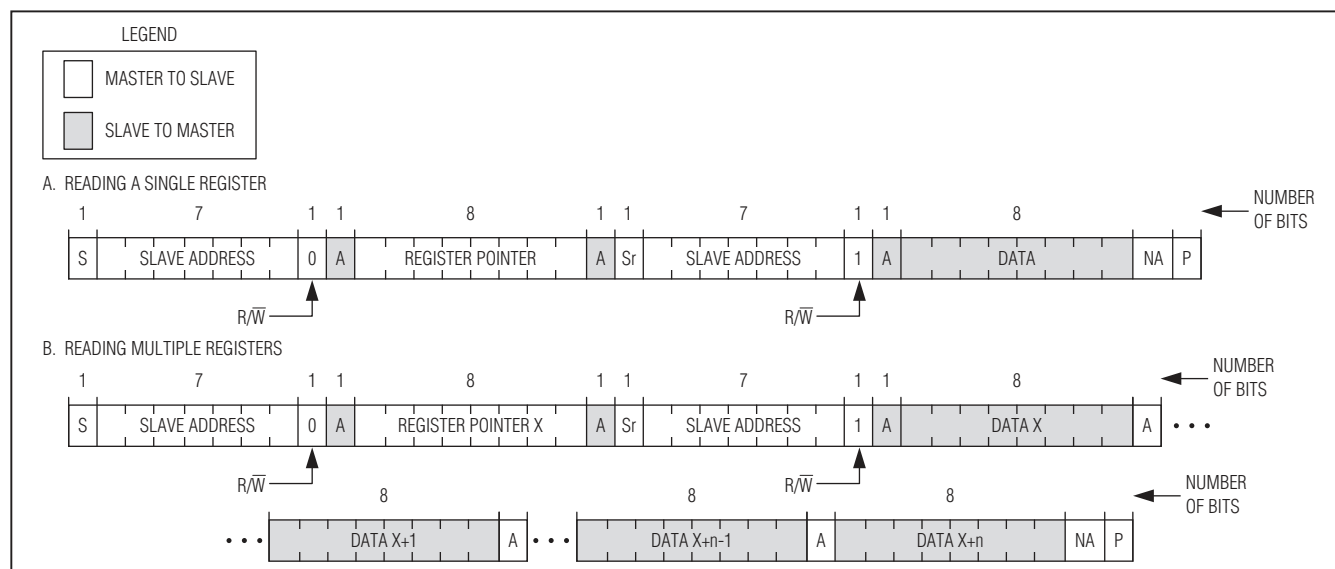 LEGEND
MASTER TO SLAVE
SLAVE TO MASTER
A. READING A SINGLE REGISTER
1 7 1 1 8 1 1 7 1 1 8 NUMBER OF BITS
S SLAVE ADDRESS 0 A REGISTER POINTER A Sr SLAVE ADDRESS 1 A DATA NA P
R/W̅ R/W̅
B. READING MULTIPLE REGISTERS
1 7 1 1 8 1 1 7 1 1 8 NUMBER OF BITS
S SLAVE ADDRESS 0 A REGISTER POINTER X A Sr SLAVE ADDRESS 1 A DATA X A • • •
R/W̅ R/W̅
8 8 8 NUMBER OF BITS
• • • DATA X+1 A • • • DATA X+n-1 A DATA X+n NA P